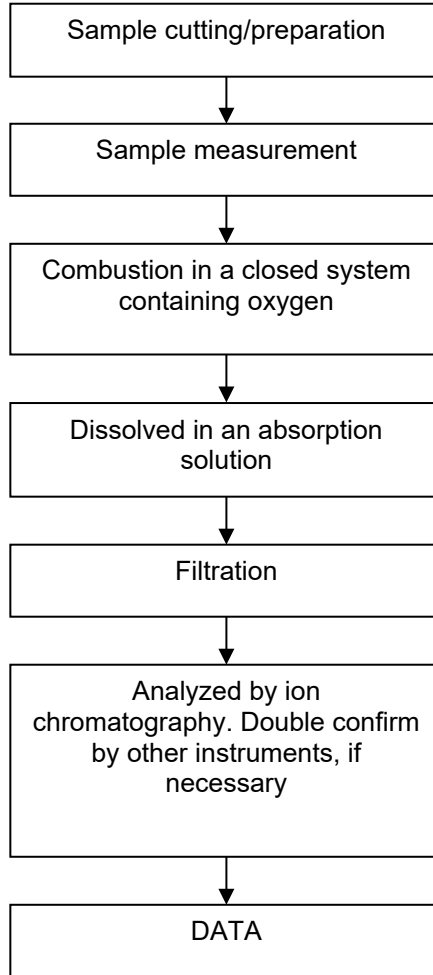 Sample cutting/preparation
Sample measurement
Combustion in a closed system
containing oxygen
Dissolved in an absorption
solution
Filtration
Analyzed by ion
chromatography. Double confirm
by other instruments, if
necessary
DATA